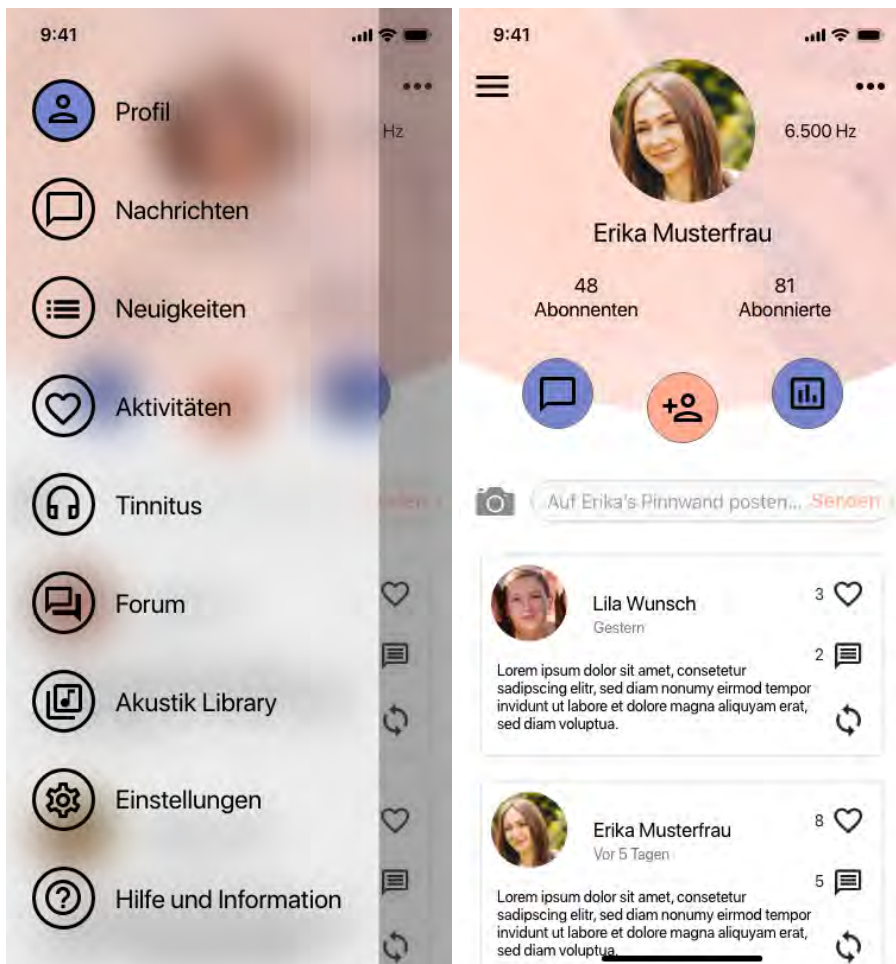 9:41
Profil
Hz
Nachrichten
Neuigkeiten
Aktivitäten
Tinnitus
Forum
Akustik Library
Einstellungen
Hilfe und Information
9:41
6.500 Hz
Erika Musterfrau
48
Abonnenten
81
Abonnierte
Auf Erika's Pinnwand posten... Senden
Lila Wunsch
Gestern
3
2
Lorem ipsum dolor sit amet, consetetur
sadipscing elitr, sed diam nonumy eirmod tempor
invidunt ut labore et dolore magna aliquyam erat,
sed diam voluptua.
Erika Musterfrau
Vor 5 Tagen
8
5
Lorem ipsum dolor sit amet, consetetur
sadipscing elitr, sed diam nonumy eirmod tempor
invidunt ut labore et dolore magna aliquyam erat,
sed diam voluptua.